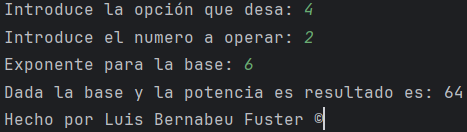 Introduce la opción que desa: 4
Introduce el numero a operar: 2
Exponente para la base: 6
Dada la base y la potencia es resultado es: 64
Hecho por Luis Bernabeu Fuster ©